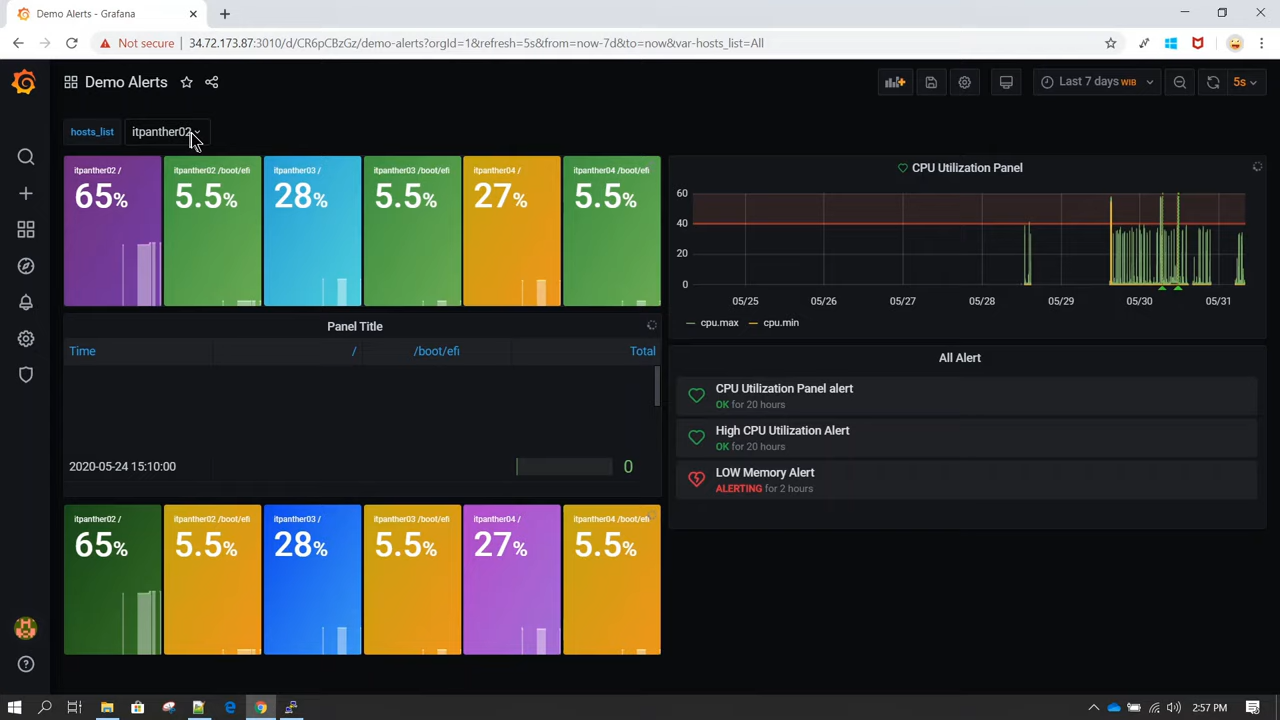 Demo Alerts - Grafana
Not secure
34.72.173.87:3010/d/CR6pCBzGz/demo-alerts?orgId=1&refresh=5s&from=now-7d&to=now&var-hosts_list=All
Demo Alerts
Last 7 days WIB
5s
hosts_list
itpanther02
itpanther02 /
65%
itpanther02 /boot/efi
5.5%
itpanther03 /
28%
itpanther03 /boot/efi
5.5%
itpanther04 /
27%
itpanther04 /boot/efi
5.5%
CPU Utilization Panel
60
40
20
0
05/25
05/26
05/27
05/28
05/29
05/30
05/31
cpu.max
cpu.min
Panel Title
Time
/
/boot/efi
Total
2020-05-24 15:10:00
0
All Alert
CPU Utilization Panel alert
OK for 20 hours
High CPU Utilization Alert
OK for 20 hours
LOW Memory Alert
ALERTING for 2 hours
itpanther02 /
65%
itpanther02 /boot/efi
5.5%
itpanther03 /
28%
itpanther03 /boot/efi
5.5%
itpanther04 /
27%
itpanther04 /boot/efi
5.5%
2:57 PM